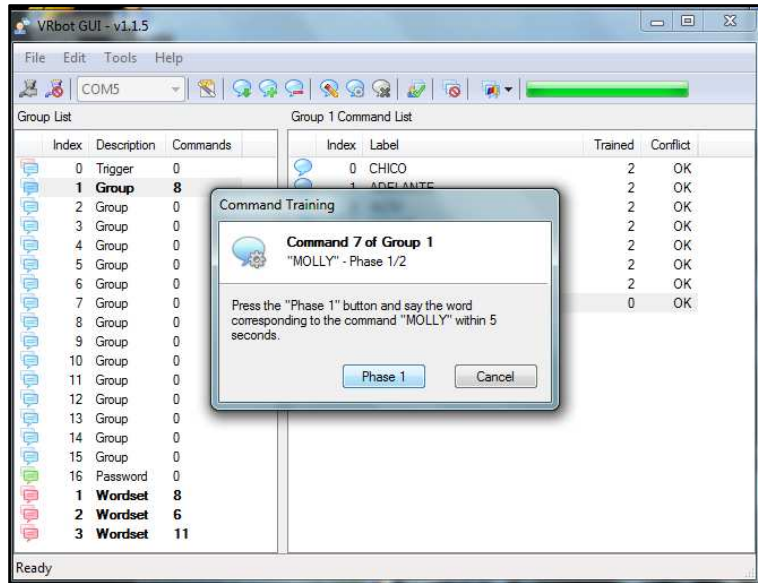 VRbot GUI - v1.1.5
File Edit Tools Help
COM5
Group List
Index Description Commands
0 Trigger 0
1 Group 8
2 Group 0
3 Group 0
4 Group 0
5 Group 0
6 Group 0
7 Group 0
8 Group 0
9 Group 0
10 Group 0
11 Group 0
12 Group 0
13 Group 0
14 Group 0
15 Group 0
16 Password 0
1 Wordset 8
2 Wordset 6
3 Wordset 11
Group 1 Command List
Index Label Trained Conflict
0 CHICO 2 OK
1 ADELANTE 2 OK
2 OK
2 OK
2 OK
2 OK
2 OK
0 OK
Command Training
Command 7 of Group 1
"MOLLY" - Phase 1/2
Press the "Phase 1" button and say the word
corresponding to the command "MOLLY" within 5
seconds.
Phase 1 Cancel
Ready